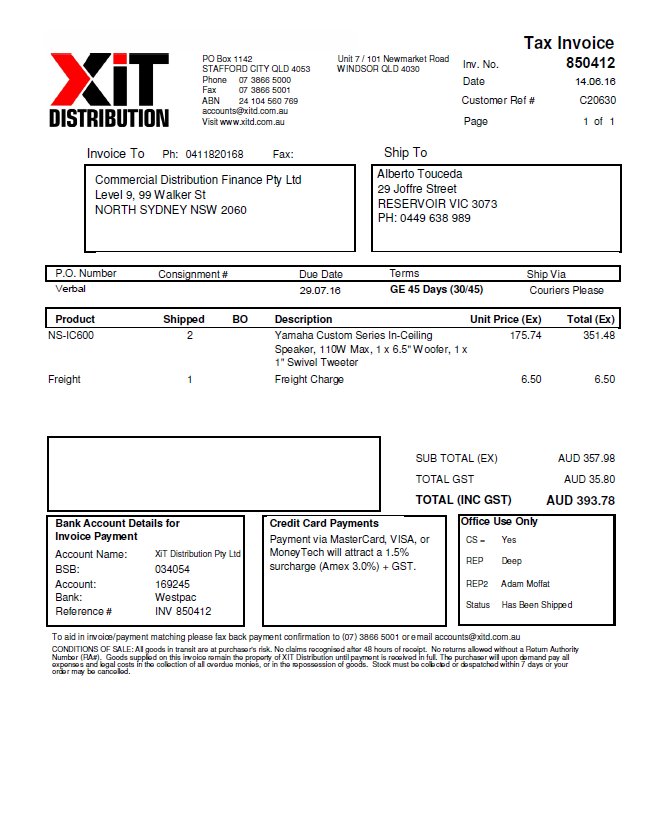 XiT
DISTRIBUTION
PO Box 1142
STAFFORD CITY QLD 4053
Phone 07 3866 5000
Fax 07 3866 5001
ABN 24 104 560 769
accounts@xitd.com.au
Visit www.xitd.com.au
Unit 7 / 101 Newmarket Road
WINDSOR QLD 4030
Tax Invoice
Inv. No. 850412
Date 14.06.16
Customer Ref # C20630
Page 1 of 1
Invoice To Ph: 0411820168 Fax:
Commercial Distribution Finance Pty Ltd
Level 9, 99 Walker St
NORTH SYDNEY NSW 2060
Ship To
Alberto Touceda
29 Joffre Street
RESERVOIR VIC 3073
PH: 0449 638 989
P.O. Number Consignment # Due Date Terms Ship Via
Verbal 29.07.16 GE 45 Days (30/45) Couriers Please
Product Shipped BO Description Unit Price (Ex) Total (Ex)
NS-IC600 2 Yamaha Custom Series In-Ceiling 175.74 351.48
Speaker, 110W Max, 1 x 6.5" Woofer, 1 x
1" Swivel Tweeter
Freight 1 Freight Charge 6.50 6.50
SUB TOTAL (EX) AUD 357.98
TOTAL GST AUD 35.80
TOTAL (INC GST) AUD 393.78
Bank Account Details for
Invoice Payment
Account Name: XiT Distribution Pty Ltd
BSB: 034054
Account: 169245
Bank: Westpac
Reference # INV 850412
Credit Card Payments
Payment via MasterCard, VISA, or
MoneyTech will attract a 1.5%
surcharge (Amex 3.0%) + GST.
Office Use Only
CS = Yes
REP Deep
REP2 Adam Moffat
Status Has Been Shipped
To aid in invoice/payment matching please fax back payment confirmation to (07) 3866 5001 or email accounts@xitd.com.au
CONDITIONS OF SALE: All goods in transit are at purchaser's risk. No claims recognised after 48 hours of receipt. No returns allowed without a Return Authority
Number (RA#). Goods supplied on this invoice remain the property of XIT Distribution until payment is received in full. The purchaser will upon demand pay all
expenses and legal costs in the collection of all overdue monies, or in the repossession of goods. Stock must be collected or despatched within 7 days or your
order may be cancelled.